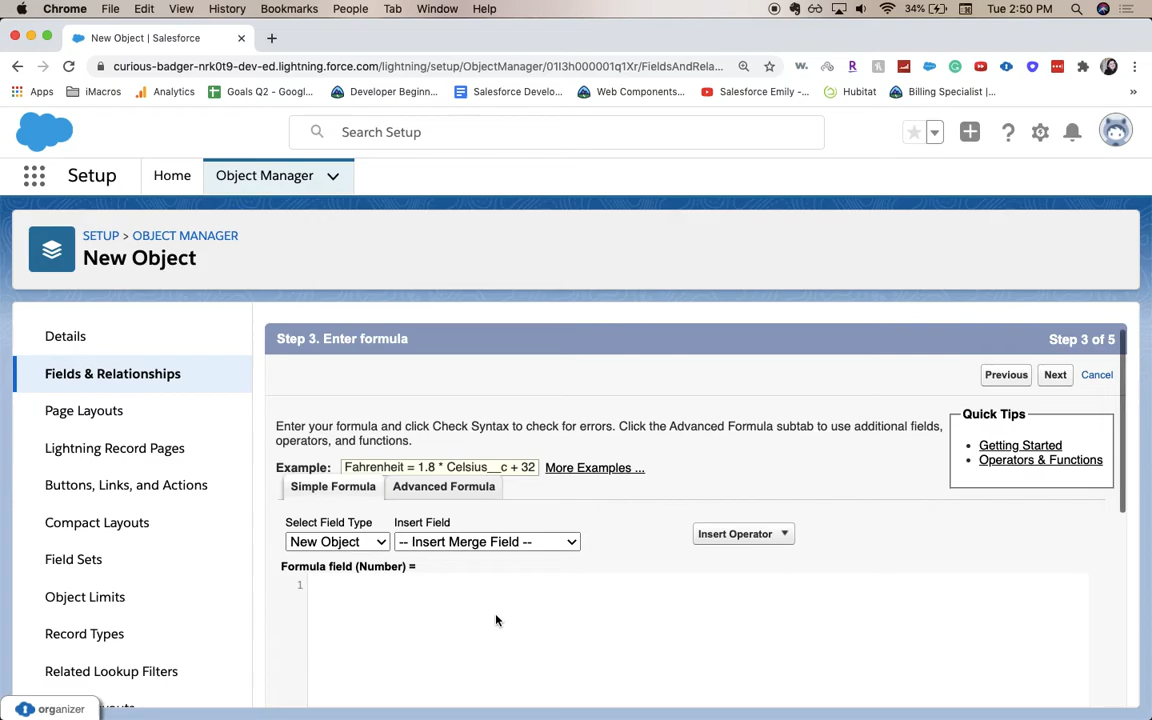 Chrome File Edit View History Bookmarks People Tab Window Help 34% Tue 2:50 PM
New Object | Salesforce
curious-badger-nrk0t9-dev-ed.lightning.force.com/lightning/setup/ObjectManager/01I3h000001q1Xr/FieldsAndRela...
Apps iMacros Analytics Goals Q2 - Googl... Developer Beginn... Salesforce Develo... Web Components... Salesforce Emily -... Hubitat Billing Specialist |... »
Search Setup
Setup Home Object Manager
SETUP > OBJECT MANAGER
New Object
Details
Fields & Relationships
Page Layouts
Lightning Record Pages
Buttons, Links, and Actions
Compact Layouts
Field Sets
Object Limits
Record Types
Related Lookup Filters
Step 3. Enter formula Step 3 of 5
Previous Next Cancel
Enter your formula and click Check Syntax to check for errors. Click the Advanced Formula subtab to use additional fields,
operators, and functions.
Quick Tips
• Getting Started
• Operators & Functions
Example: Fahrenheit = 1.8 * Celsius__c + 32 More Examples ...
Simple Formula Advanced Formula
Select Field Type Insert Field
New Object -- Insert Merge Field -- Insert Operator
Formula field (Number) =
1
organizer